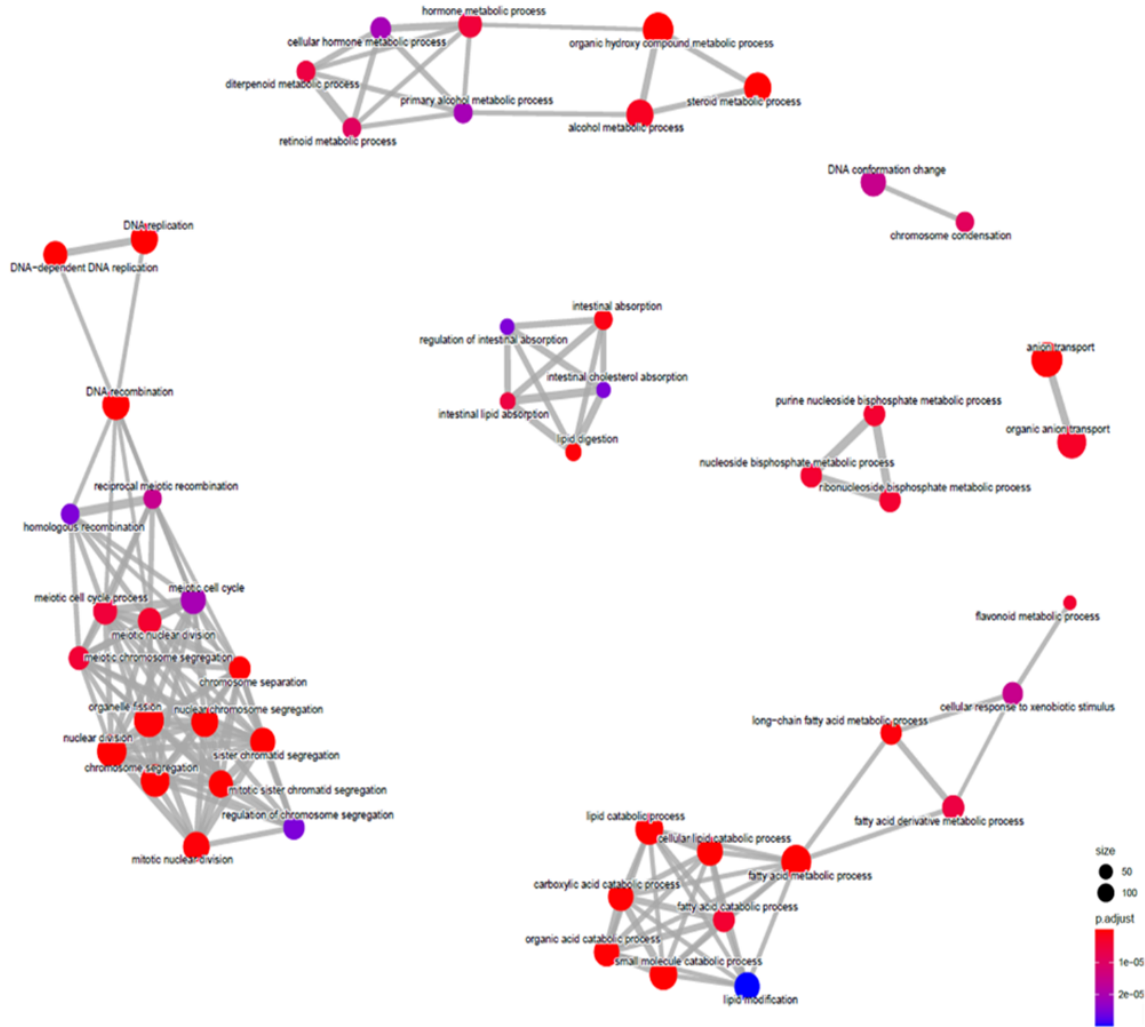 hormone metabolic process
cellular hormone metabolic process
organic hydroxy compound metabolic process
diterpenoid metabolic process
primary alcohol metabolic process
steroid metabolic process
alcohol metabolic process
retinoid metabolic process
DNA conformation change
chromosome condensation
DNA replication
DNA-dependent DNA replication
intestinal absorption
regulation of intestinal absorption
anion transport
intestinal cholesterol absorption
DNA recombination
purine nucleoside bisphosphate metabolic process
intestinal lipid absorption
organic anion transport
lipid digestion
nucleoside bisphosphate metabolic process
reciprocal meiotic recombination
ribonucleoside bisphosphate metabolic process
homologous recombination
meiotic cell cycle
meiotic cell cycle process
flavonoid metabolic process
meiotic nuclear division
meiotic chromosome segregation
chromosome separation
organelle fission
nuclear chromosome segregation
cellular response to xenobiotic stimulus
long-chain fatty acid metabolic process
nuclear division
sister chromatid segregation
chromosome segregation
mitotic sister chromatid segregation
regulation of chromosome segregation
lipid catabolic process
fatty acid derivative metabolic process
cellular lipid catabolic process
mitotic nuclear division
fatty acid metabolic process
carboxylic acid catabolic process
fatty acid catabolic process
organic acid catabolic process
small molecule catabolic process
lipid modification
size
50
100
p.adjust
1e-05
2e-05